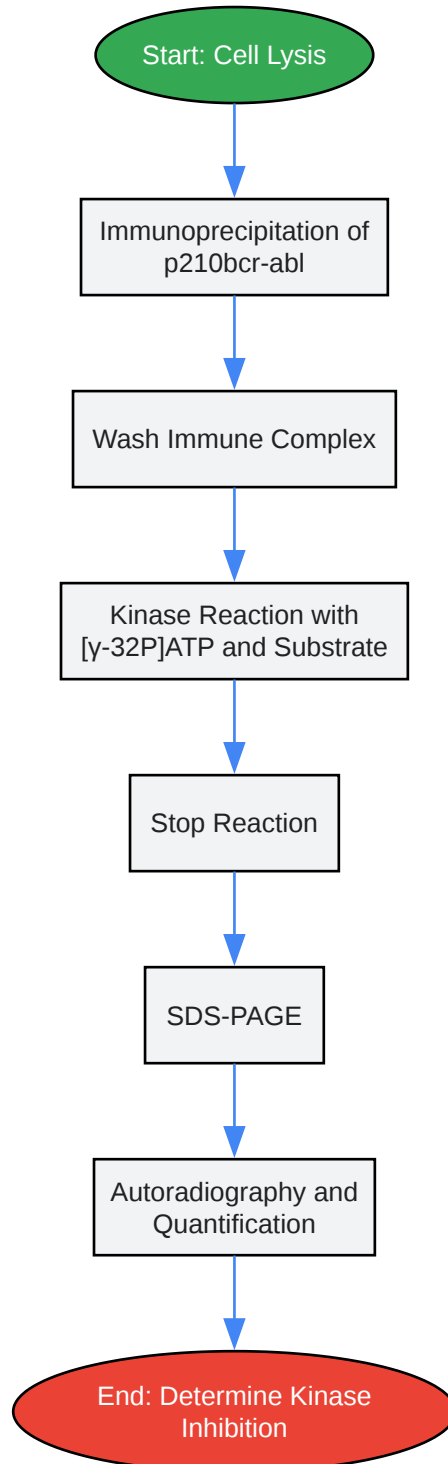 Start: Cell Lysis
Immunoprecipitation of
p210bcr-abl
Wash Immune Complex
Kinase Reaction with
[γ-32P]ATP and Substrate
Stop Reaction
SDS-PAGE
Autoradiography and
Quantification
End: Determine Kinase
Inhibition